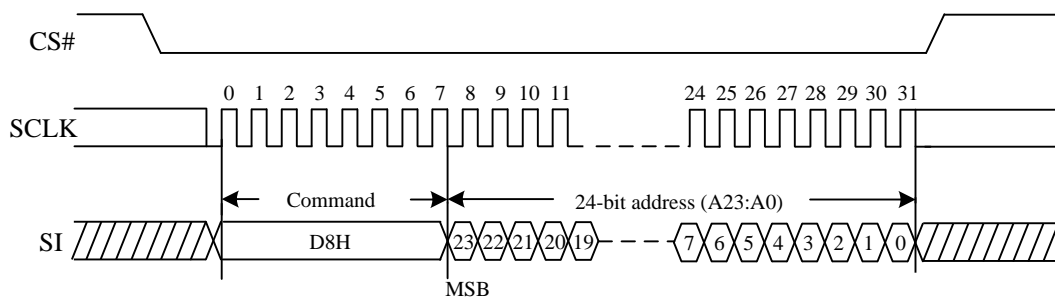 CS#
0 1 2 3 4 5 6 7 8 9 10 11 24 25 26 27 28 29 30 31
SCLK
Command 24-bit address (A23:A0)
SI D8H 23 22 21 20 19 7 6 5 4 3 2 1 0
MSB